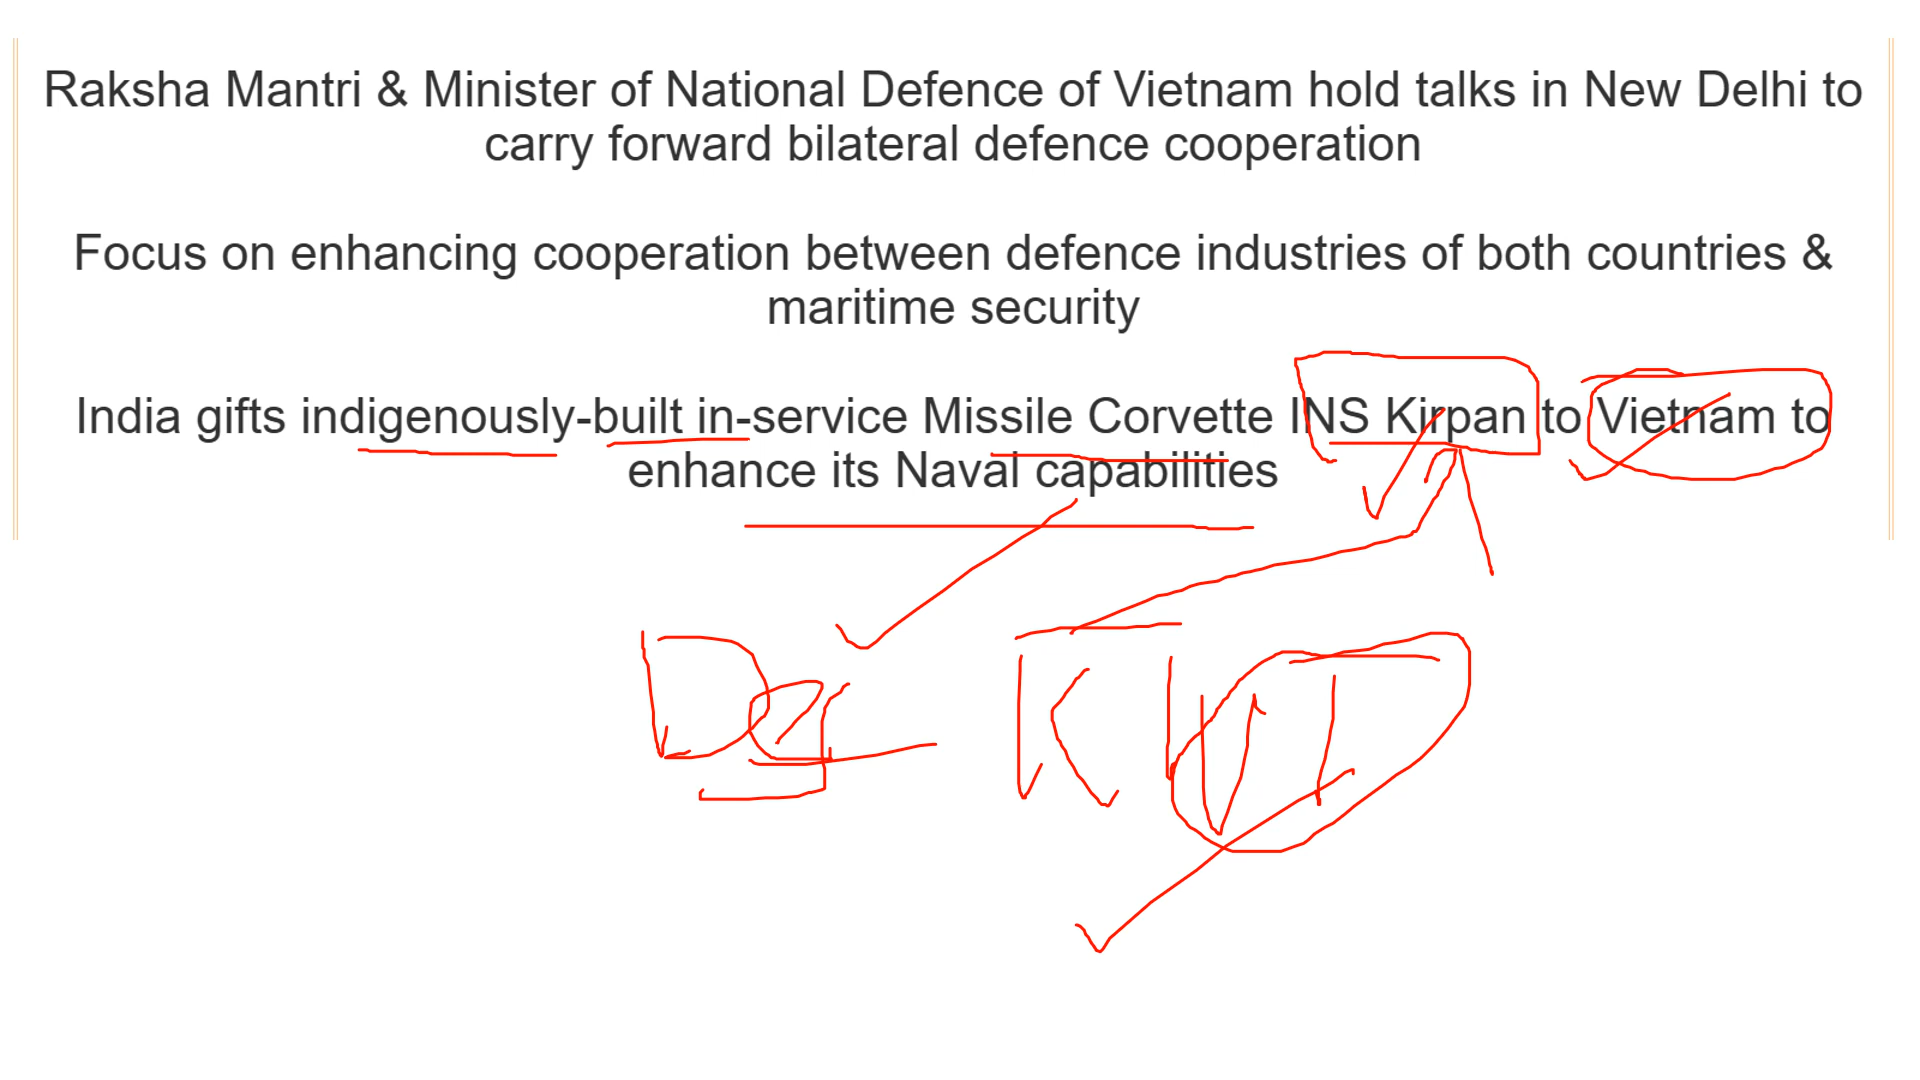 Raksha Mantri & Minister of National Defence of Vietnam hold talks in New Delhi to
carry forward bilateral defence cooperation
Focus on enhancing cooperation between defence industries of both countries &
maritime security
India gifts indigenously-built in-service Missile Corvette INS Kirpan to Vietnam to
enhance its Naval capabilities